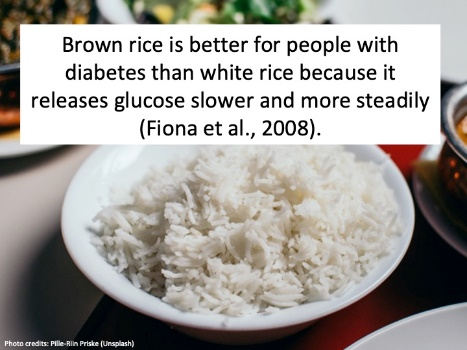 Brown rice is better for people with
diabetes than white rice because it
releases glucose slower and more steadily
(Fiona et al., 2008).
Photo credits: Pille-Riin Priske (Unsplash)